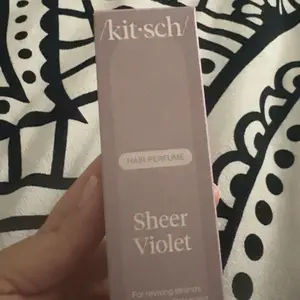 /kit·sch/
HAIR PERFUME
Sheer
Violet
For reviving strands